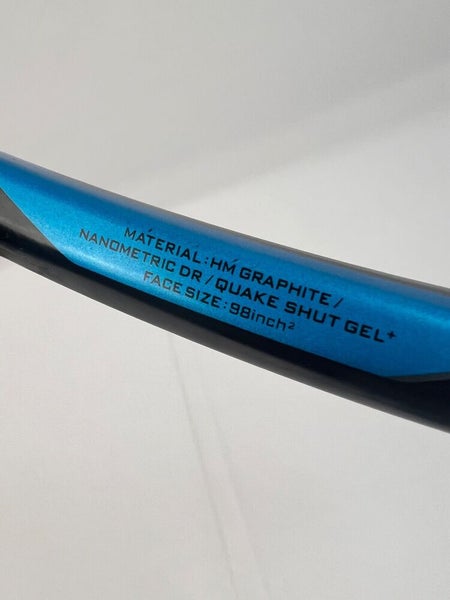 MATERIAL:HM GRAPHITE/
NANOMETRIC DR/QUAKE SHUT GEL+
FACE SIZE:98inch²